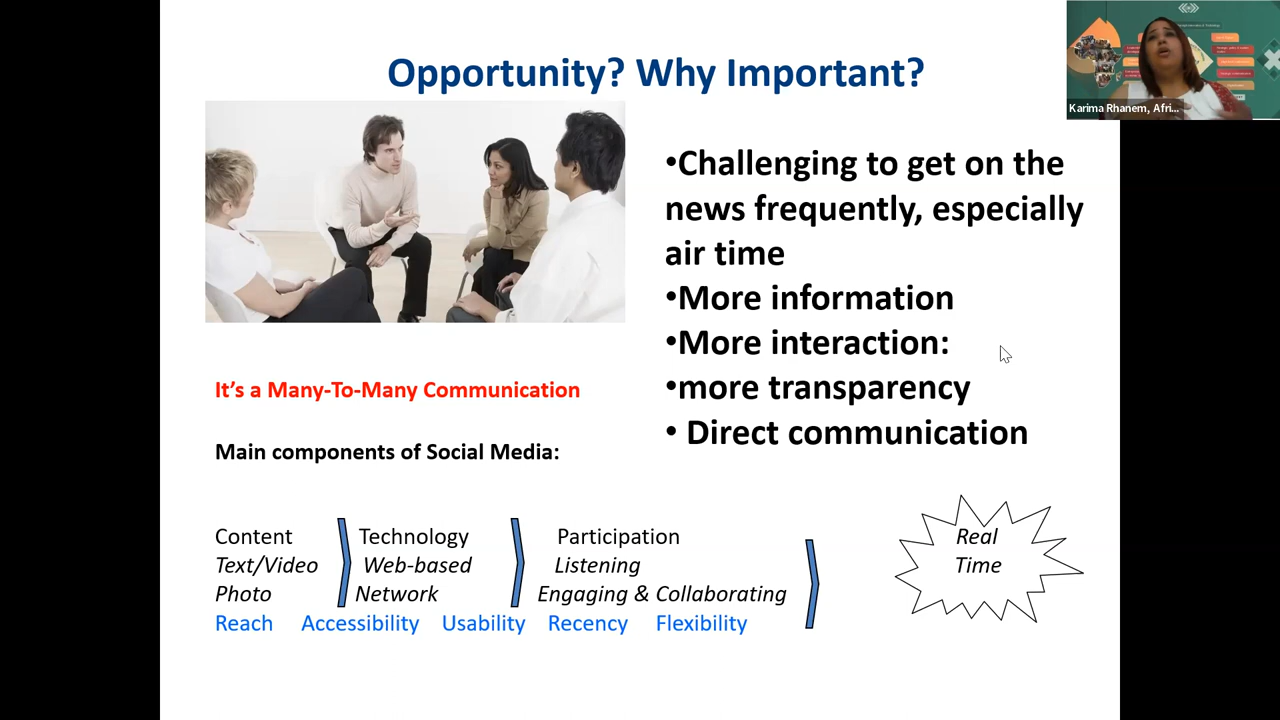 Opportunity? Why Important?
Karima Rhanem, Afri...
•Challenging to get on the
news frequently, especially
air time
•More information
•More interaction:
•more transparency
• Direct communication
It's a Many-To-Many Communication
Main components of Social Media:
Content Technology Participation
Text/Video Web-based Listening
Photo Network Engaging & Collaborating
Reach Accessibility Usability Recency Flexibility
Real
Time